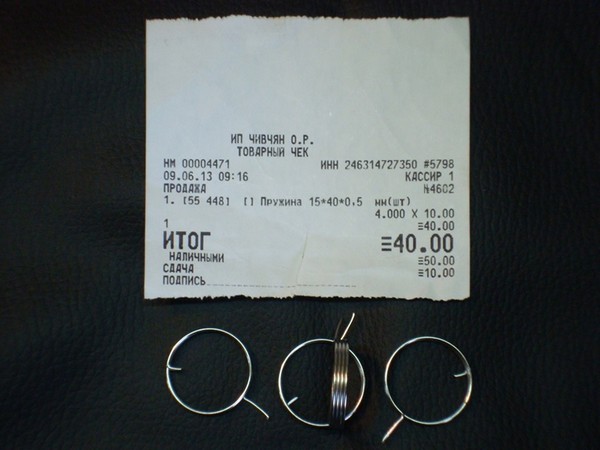 ИП ЧИВЧЯН О.Р.
ТОВАРНЫЙ ЧЕК
НМ 00004471 ИНН 246314727350 #5798
09.06.13 09:16 КАССИР 1
ПРОДАЖА №4602
1. [55 448] [] Пружина 15*40*0,5 мм(шт)
4.000 X 10.00
1 ≡40.00
ИТОГ ≡40.00
НАЛИЧНЫМИ ≡50.00
СДАЧА ≡10.00
ПОДПИСЬ